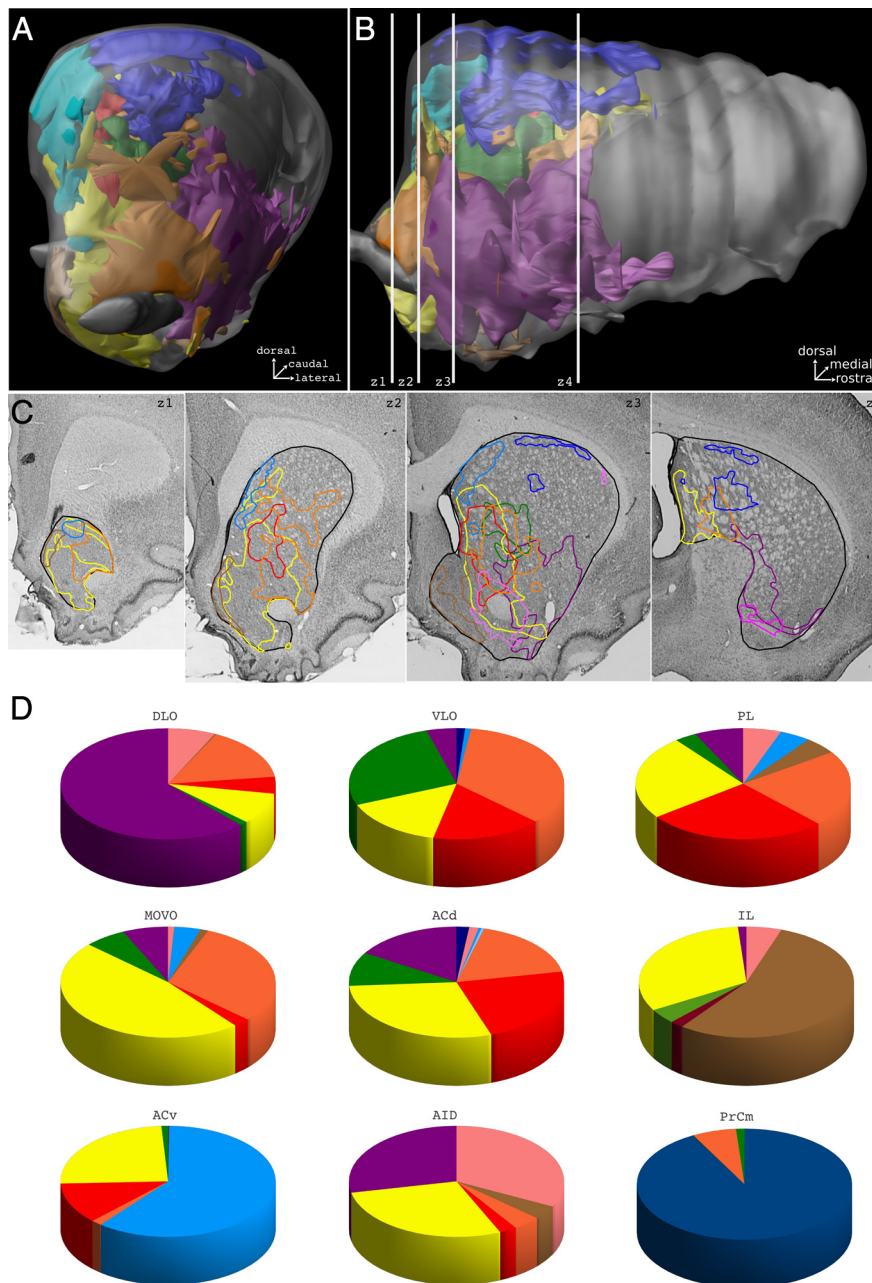 A
B
dorsal
caudal
lateral
z1
z2
z3
z4
dorsal
medial
rostra
C
z1
z2
z3
z
D
DLO
VLO
PL
MOVO
ACd
IL
ACv
AID
PrCm